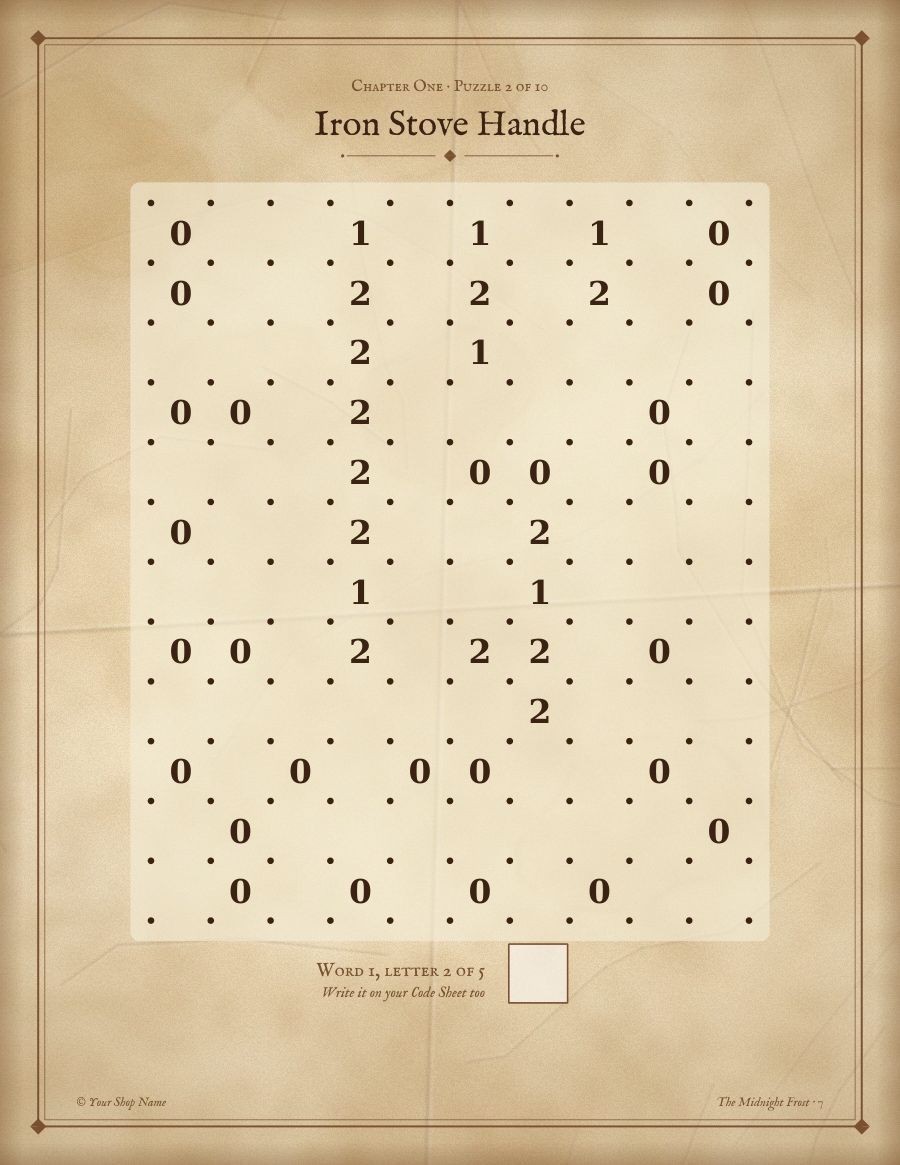 Chapter One · Puzzle 2 of 10
Iron Stove Handle
0 1 1 1 0
0 2 2 2 0
2 1
0 0 2 0
2 0 0 0
0 2 2
1 1
0 0 2 2 2 0
2
0 0 0 0 0
0 0
0 0 0 0
Word 1, letter 2 of 5
Write it on your Code Sheet too
© Your Shop Name
The Midnight Frost · 7